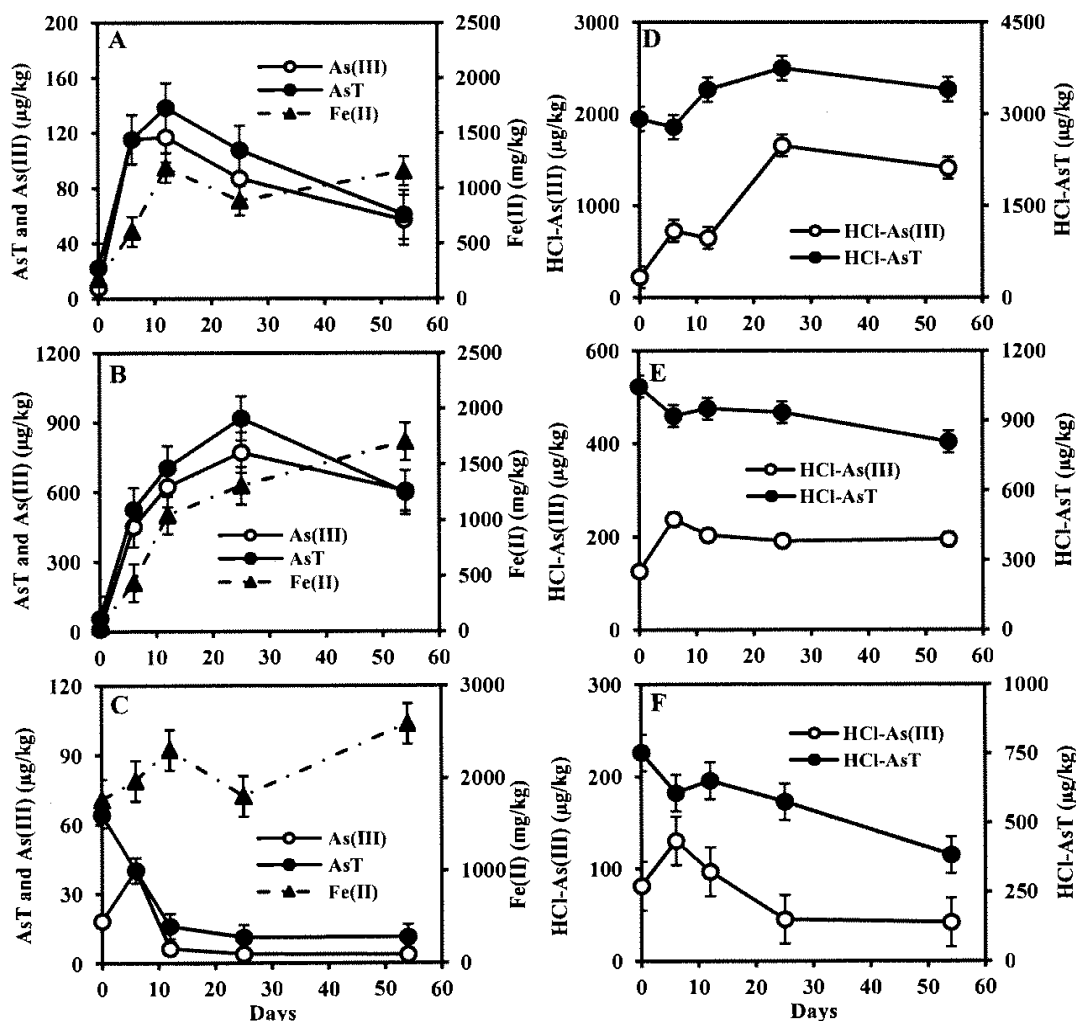 A
AsT and As(III) (µg/kg)
200
160
120
80
40
0
As(III)
AsT
Fe(II)
2500
2000
1500
1000
500
0
Fe(II) (mg/kg)
0 10 20 30 40 50 60
D
HCl-As(III) (µg/kg)
3000
2000
1000
0
HCl-As(III)
HCl-AsT
4500
3000
1500
0
HCl-AsT (µg/kg)
0 10 20 30 40 50 60
B
AsT and As(III) (µg/kg)
1200
900
600
300
0
As(III)
AsT
Fe(II)
2500
2000
1500
1000
500
0
Fe(II) (mg/kg)
0 10 20 30 40 50 60
E
HCl-As(III) (µg/kg)
600
400
200
0
HCl-As(III)
HCl-AsT
1200
900
600
300
0
HCl-AsT (µg/kg)
0 10 20 30 40 50 60
C
AsT and As(III) (µg/kg)
120
90
60
30
0
As(III)
AsT
Fe(II)
3000
2000
1000
0
Fe(II) (mg/kg)
0 10 20 30 40 50 60
Days
F
HCl-As(III) (µg/kg)
300
200
100
0
HCl-As(III)
HCl-AsT
1000
750
500
250
0
HCl-AsT (µg/kg)
0 10 20 30 40 50 60
Days